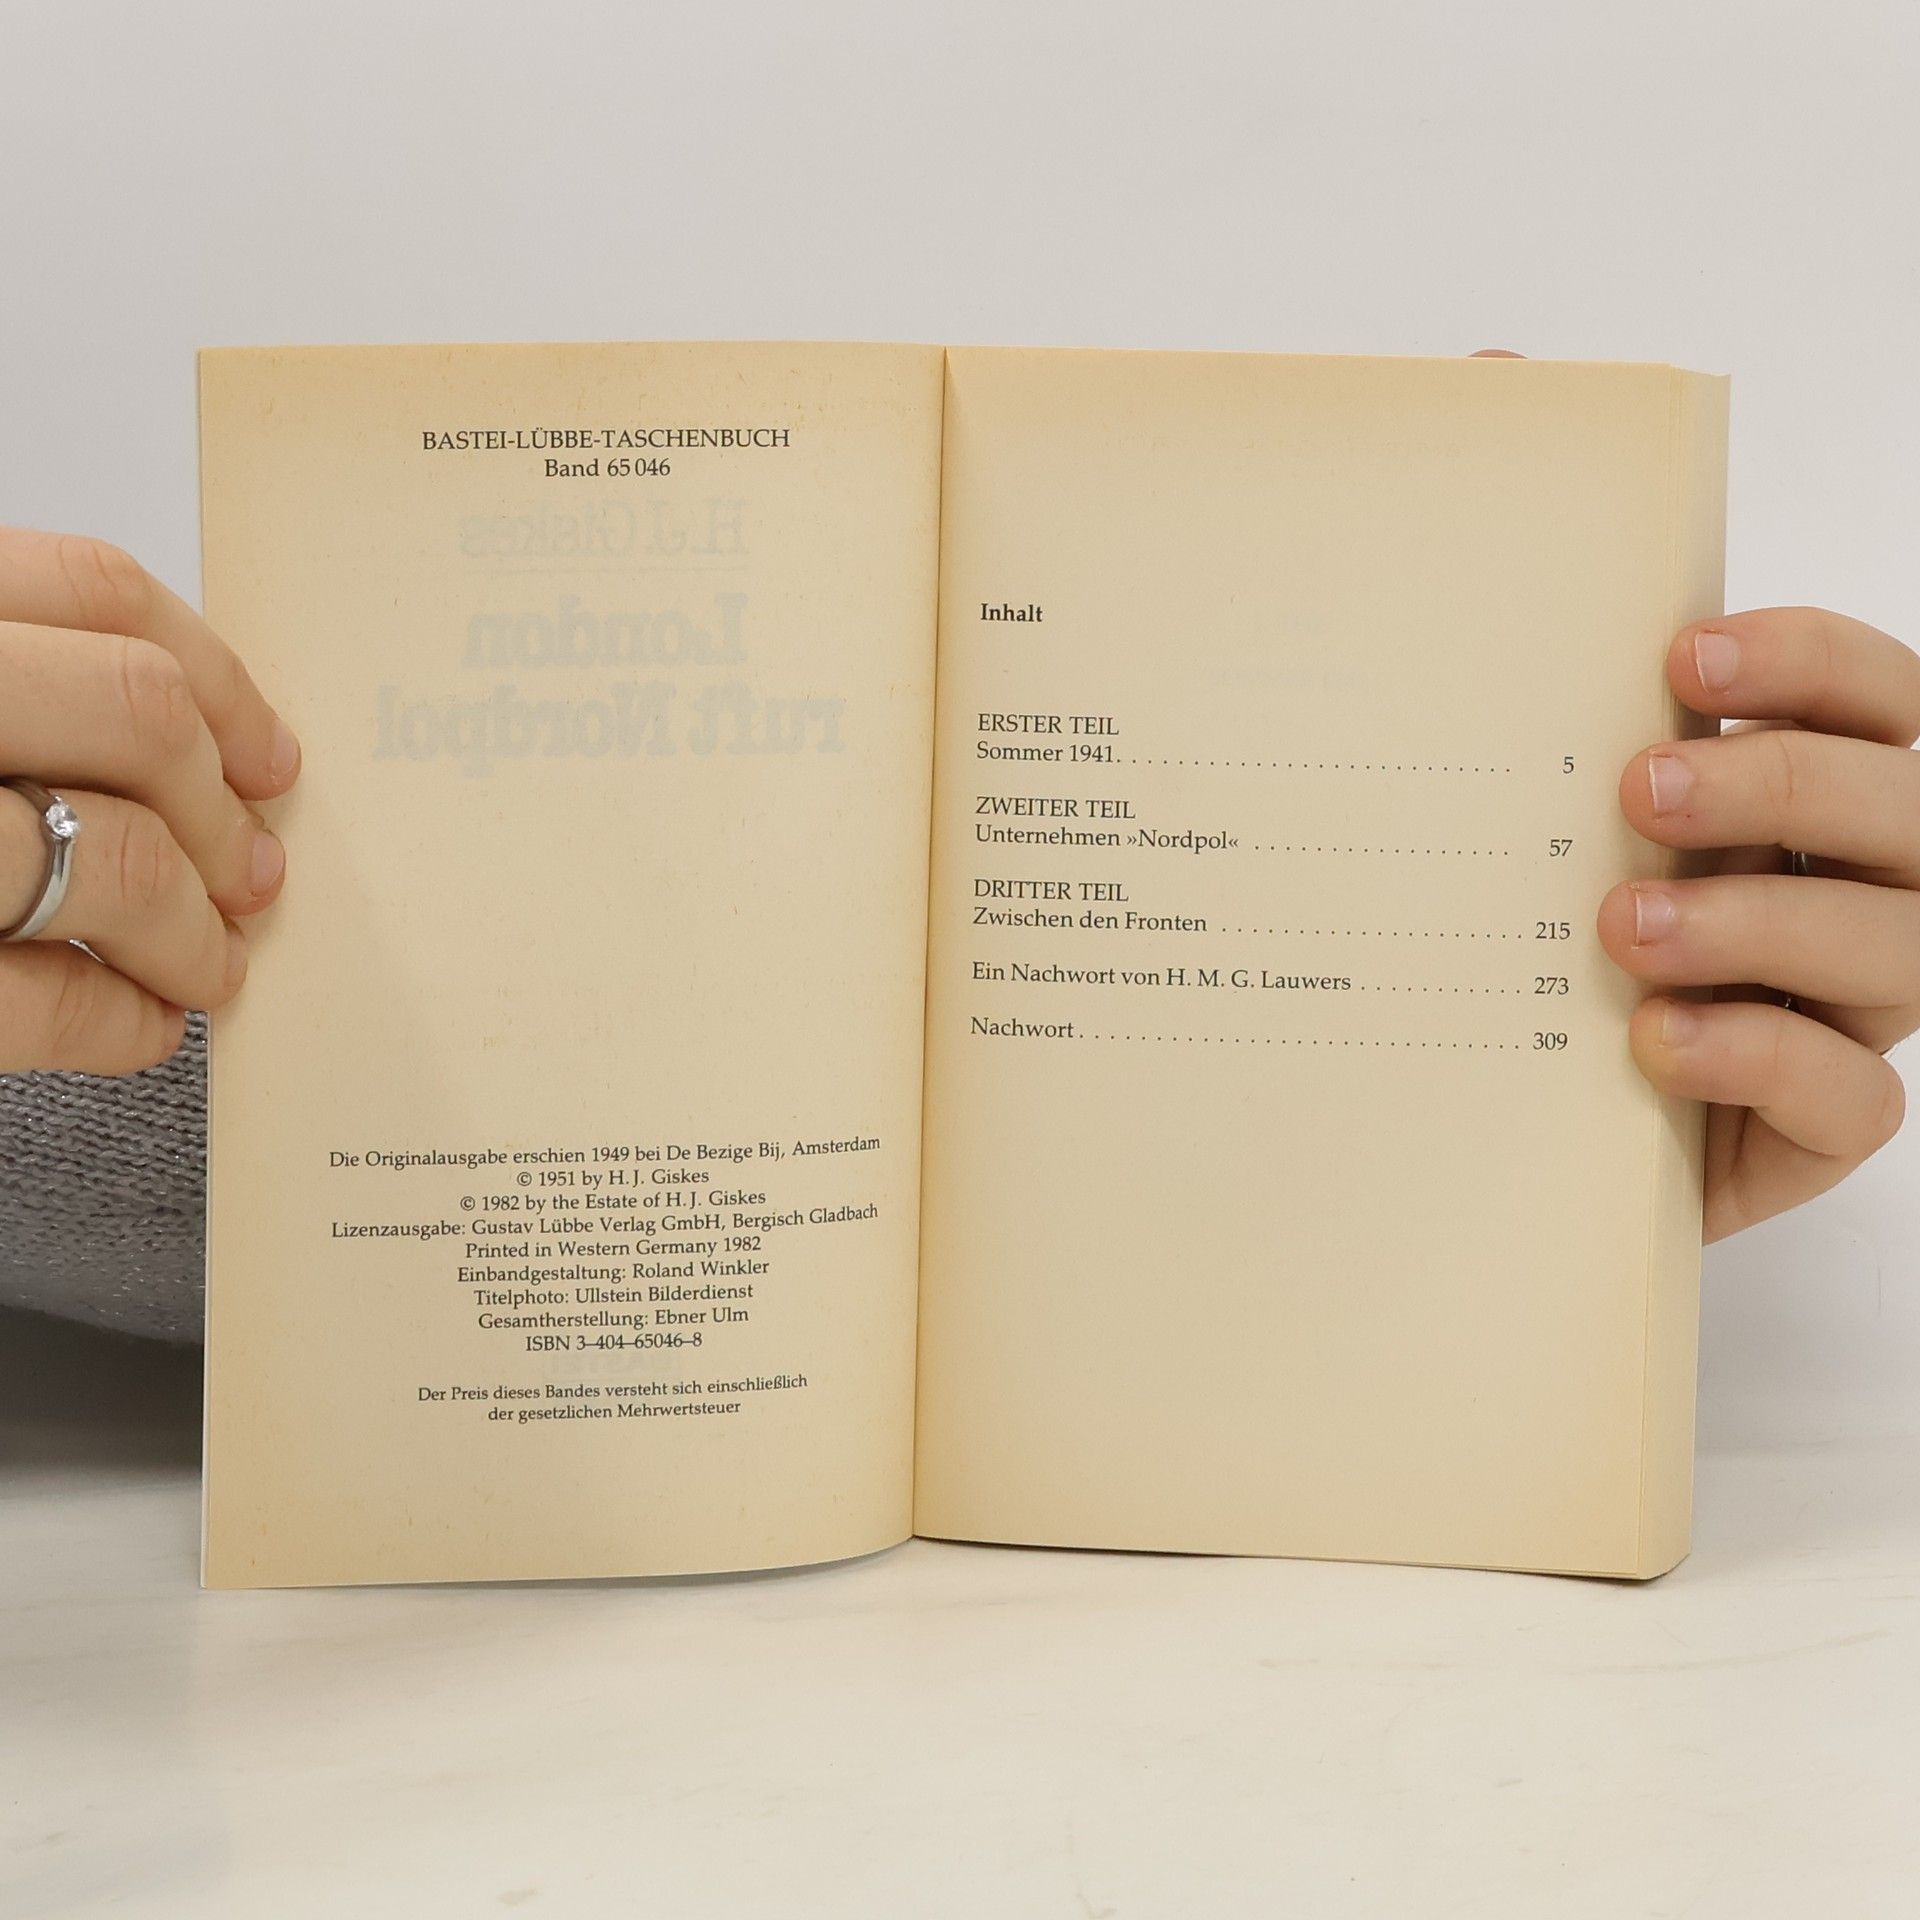 BASTEI-LÜBBE-TASCHENBUCH
Band 65 046
H. J. Giskes
London
ruft Nordpol
Die Originalausgabe erschien 1949 bei De Bezige Bij, Amsterdam
© 1951 by H. J. Giskes
© 1982 by the Estate of H. J. Giskes
Lizenzausgabe: Gustav Lübbe Verlag GmbH, Bergisch Gladbach
Printed in Western Germany 1982
Einbandgestaltung: Roland Winkler
Titelphoto: Ullstein Bilderdienst
Gesamtherstellung: Ebner Ulm
ISBN 3–404–65046–8
Der Preis dieses Bandes versteht sich einschließlich
der gesetzlichen Mehrwertsteuer
Inhalt
ERSTER TEIL
Sommer 1941. . . . . . . . . . . . . . . . . . . . . . . . . . . 5
ZWEITER TEIL
Unternehmen »Nordpol« . . . . . . . . . . . . . . . . . 57
DRITTER TEIL
Zwischen den Fronten . . . . . . . . . . . . . . . . . . . . 215
Ein Nachwort von H. M. G. Lauwers . . . . . . . . . . . 273
Nachwort . . . . . . . . . . . . . . . . . . . . . . . . . . . . . 309